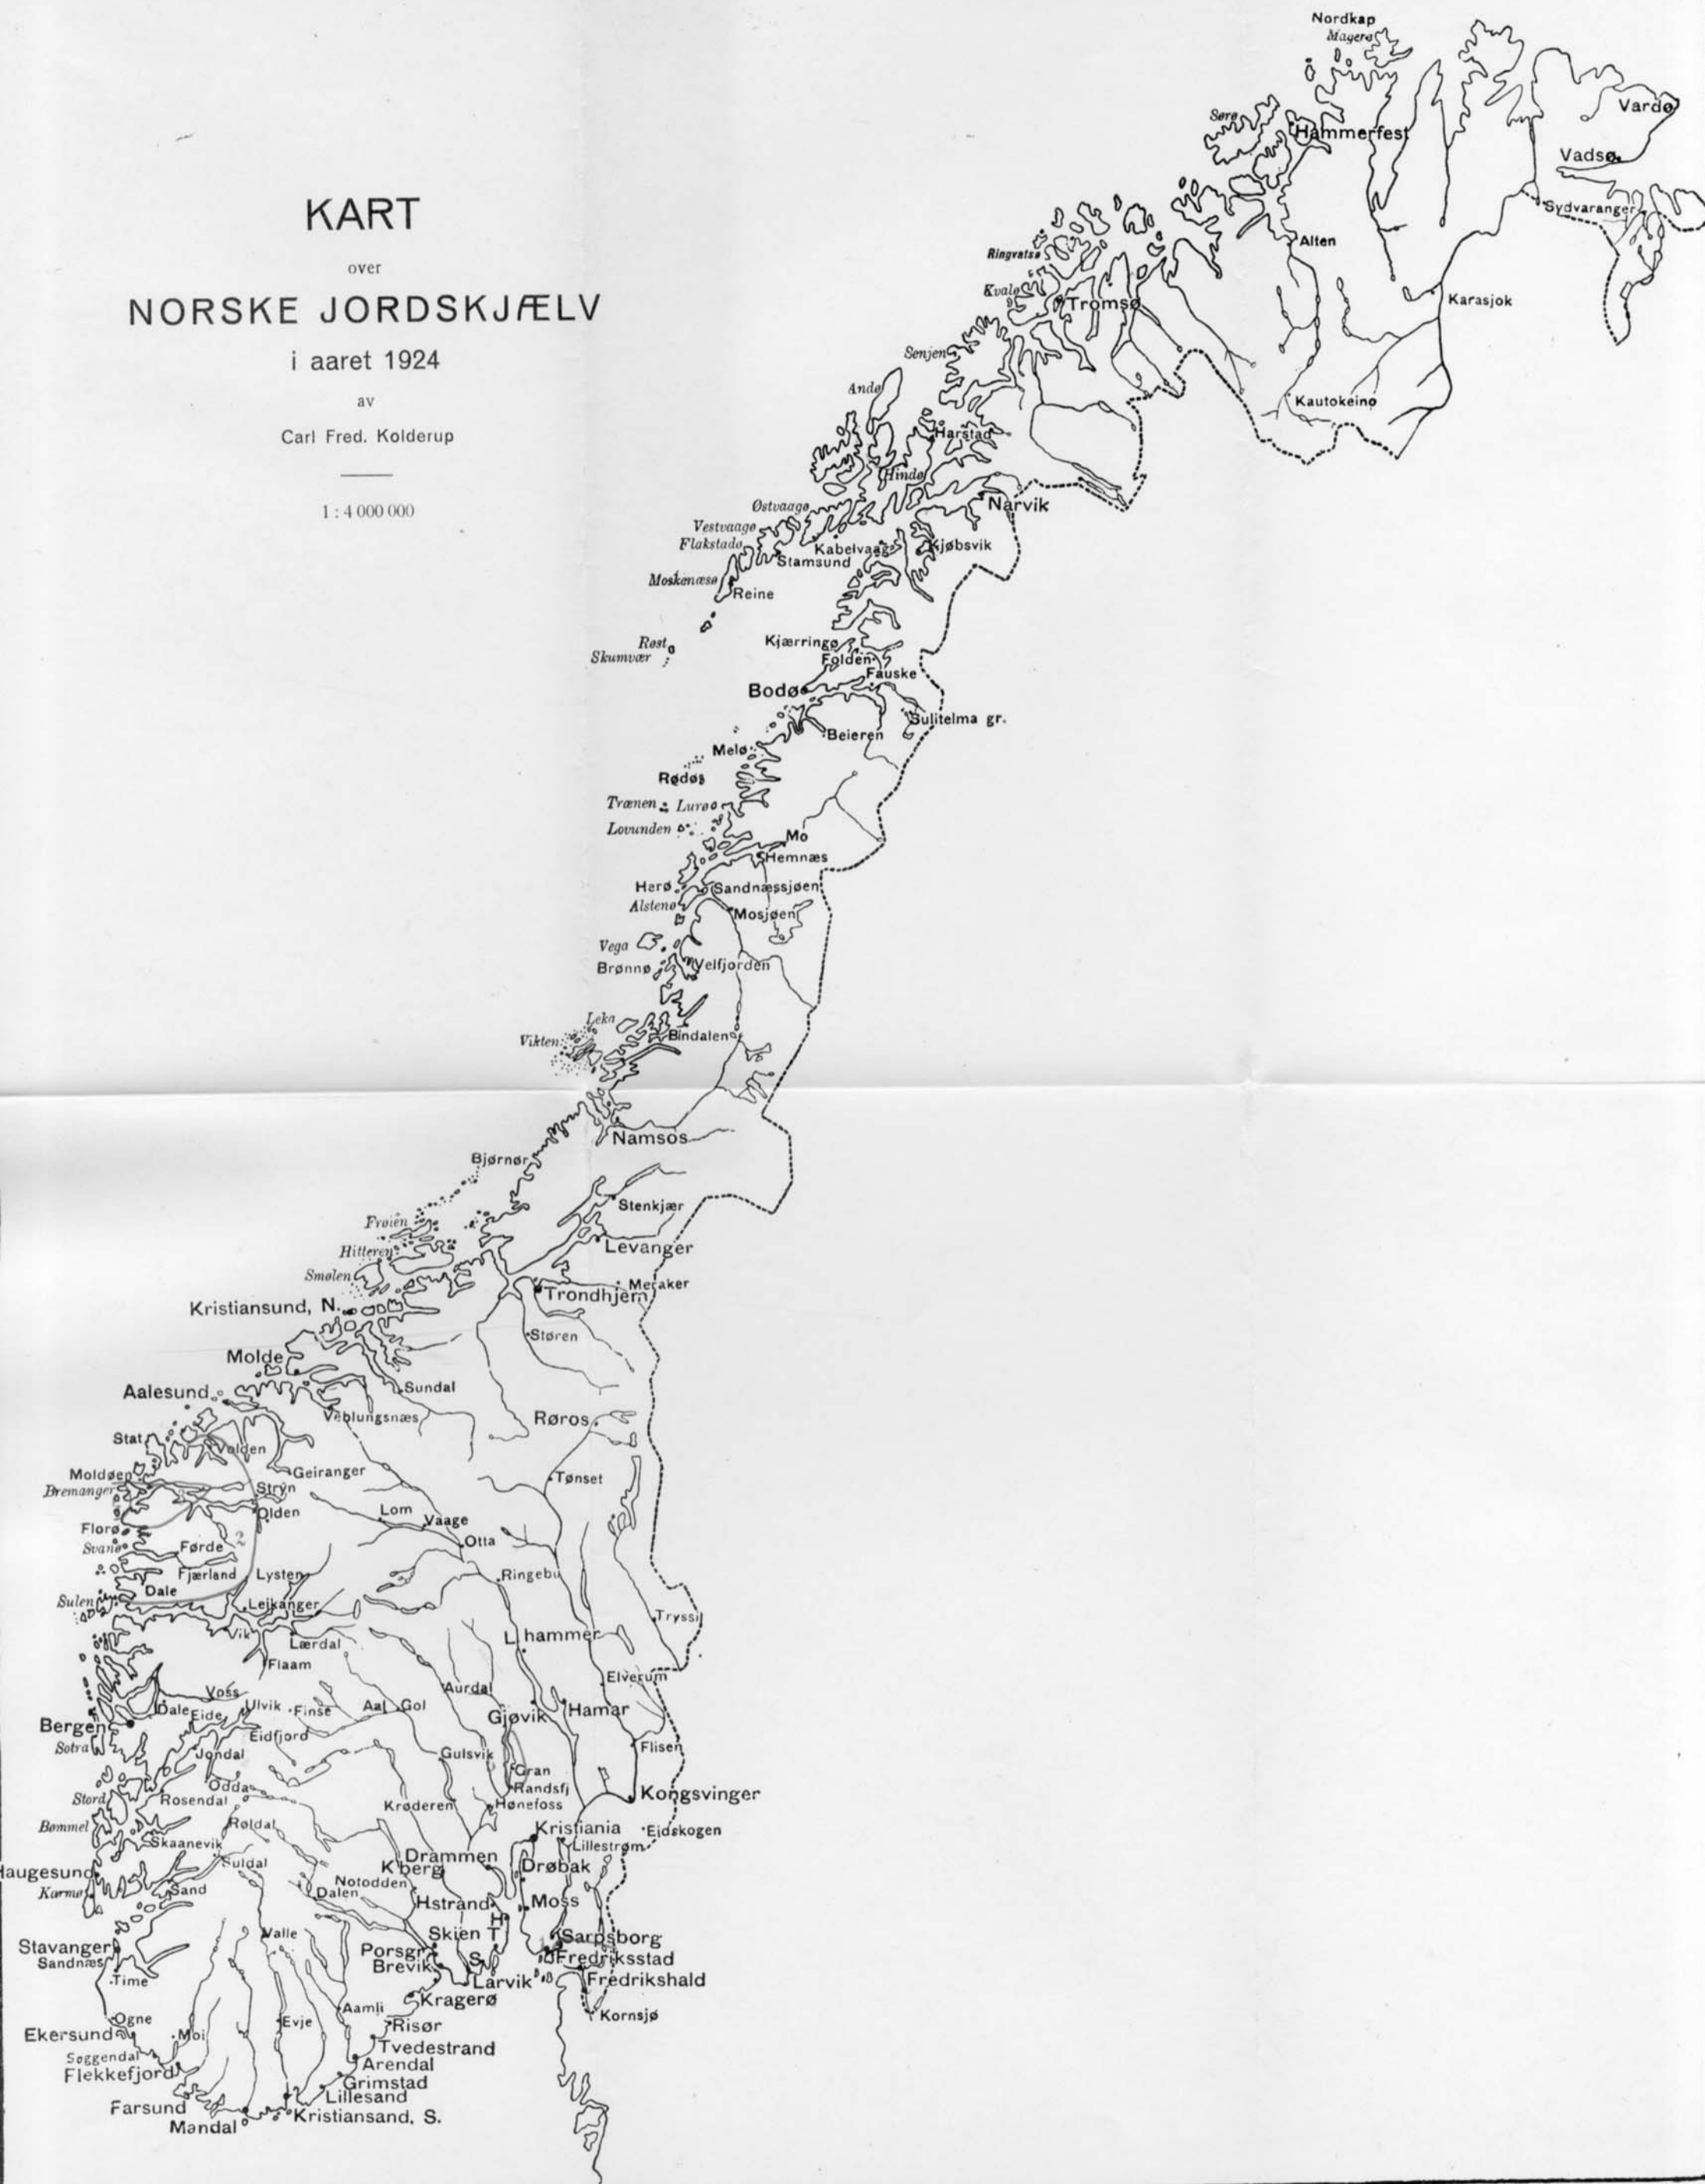 KART
over
NORSKE JORDSKJÆLV
i aaret 1924
av
Carl Fred. Kolderup
1 : 4 000 000
Nordkap
Magerø
Sørø
Hammerfest
Vardø
Vadsø
Sydvaranger
Alten
Ringvatsø
Kvalø
Tromsø
Karasjok
Senjen
Andø
Kautokeino
Harstad
Hindø
Østvaagø
Narvik
Vestvaagø
Flakstadø
Kabelvaag
Kjøbsvik
Stamsund
Moskenæsø
Reine
Røst
Skumvær
Kjærringø
Folden
Fauske
Bodø
Sulitelma gr.
Beieren
Melø
Rødø
Trænen
Lurøø
Lovunden
Mo
Hemnæs
Herø
Sandnæssjøen
Alstenø
Mosjøen
Vega
Brønnø
Velfjorden
Leka
Vikten
Bindalen
Namsos
Bjørnør
Stenkjær
Frøien
Levanger
Hitteren
Smølen
Meraker
Trondhjem
Kristiansund, N.
Støren
Molde
Sundal
Aalesund
Veblungsnæs
Røros
Stat
Volden
Moldøen
Geiranger
Tønset
Bremanger
Stryn
Olden
Lom
Vaage
Florø
Otta
Svanø
Førde
2
Fjærland
Lysten
Ringebu
Dale
Sulen
Leikanger
Tryssil
Vik
Lærdal
L.hammer
Flaam
Elverum
Voss
Aurdal
Dale
Eide
Ulvik
Finse
Aal
Gol
Gjøvik
Hamar
Bergen
Eidfjord
Sotra
Jondal
Gulsvik
Flisen
Odda
Gran
Stord
Rosendal
Randsfj
Kongsvinger
Krøderen
Hønefoss
Bømmel
Røldal
Kristiania
Eidskogen
Skaanevik
Lillestrøm
Suldal
Drammen
Haugesund
K'berg
Drøbak
Karmø
Sand
Notodden
Dalen
Hstrand
Moss
H
Valle
Skien
T
Sarpsborg
Stavanger
Porsgr
Sandnæs
Brevik
S
Fredriksstad
Time
Larvik
Fredrikshald
Kragerø
Aamli
Kornsjø
Ogne
Evje
Risør
Ekersund
Moi
Tvedestrand
Soggendal
Arendal
Flekkefjord
Grimstad
Lillesand
Farsund
Kristiansand, S.
Mandal